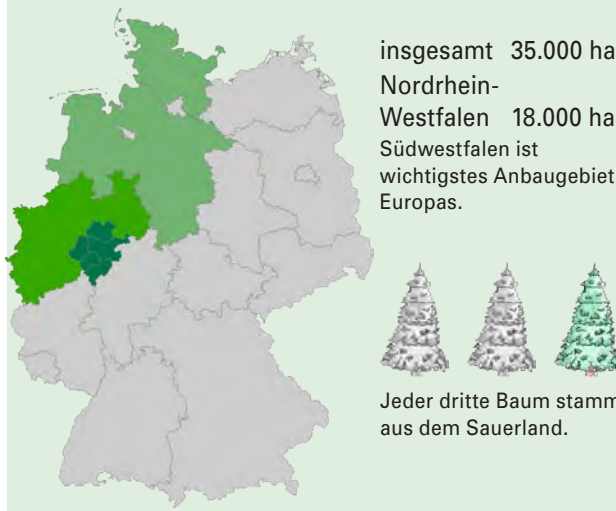 insgesamt 35.000 ha
Nordrhein-
Westfalen 18.000 ha
Südwestfalen ist
wichtigstes Anbaugebiet
Europas.
Jeder dritte Baum stamm
aus dem Sauerland.